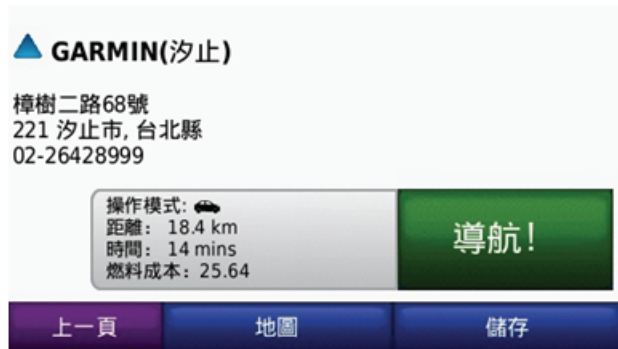 GARMIN(汐止)
樟樹二路68號
221 汐止市, 台北縣
02-26428999
操作模式:
距離： 18.4 km
時間： 14 mins
燃料成本：25.64
導航！
上一頁
地圖
儲存